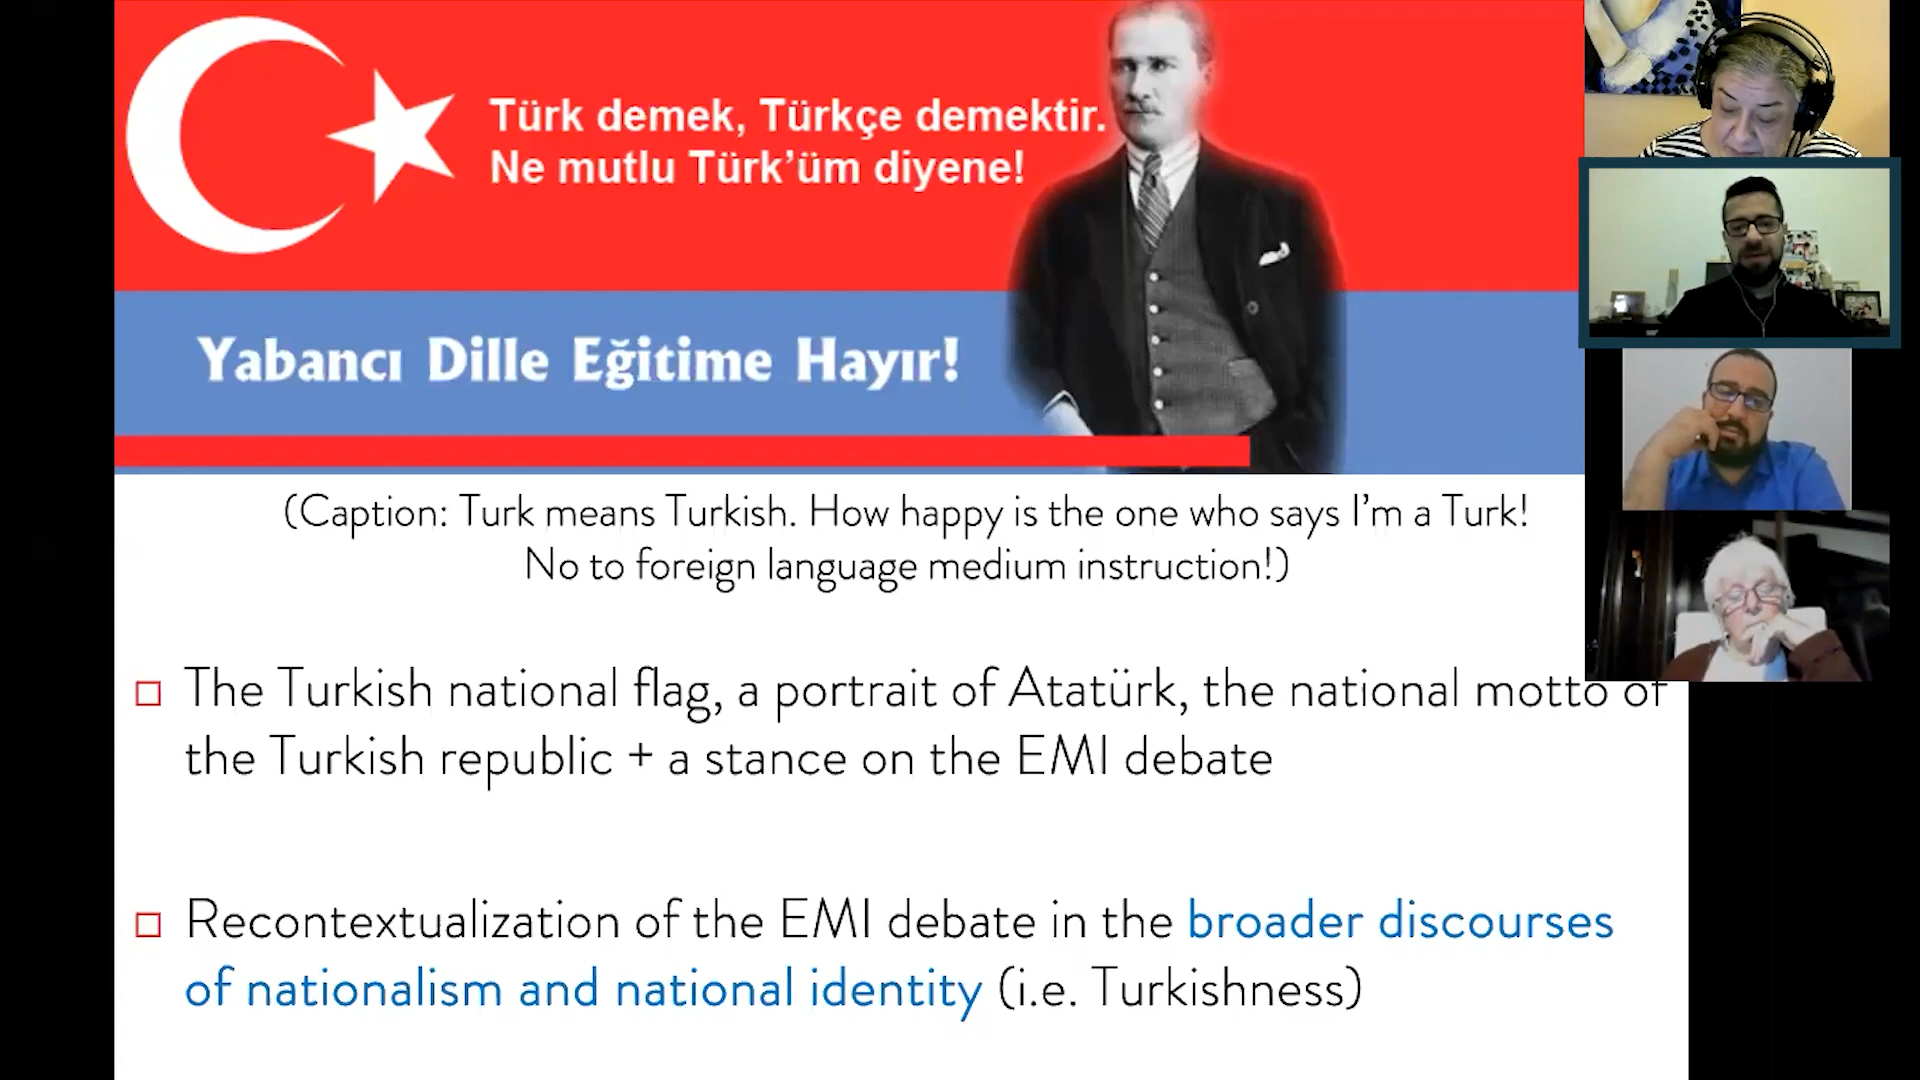 Türk demek, Türkçe demektir.
Ne mutlu Türk'üm diyene!
Yabancı Dille Eğitime Hayır!
(Caption: Turk means Turkish. How happy is the one who says I'm a Turk!
No to foreign language medium instruction!)
The Turkish national flag, a portrait of Atatürk, the national motto of
the Turkish republic + a stance on the EMI debate
Recontextualization of the EMI debate in the broader discourses
of nationalism and national identity (i.e. Turkishness)